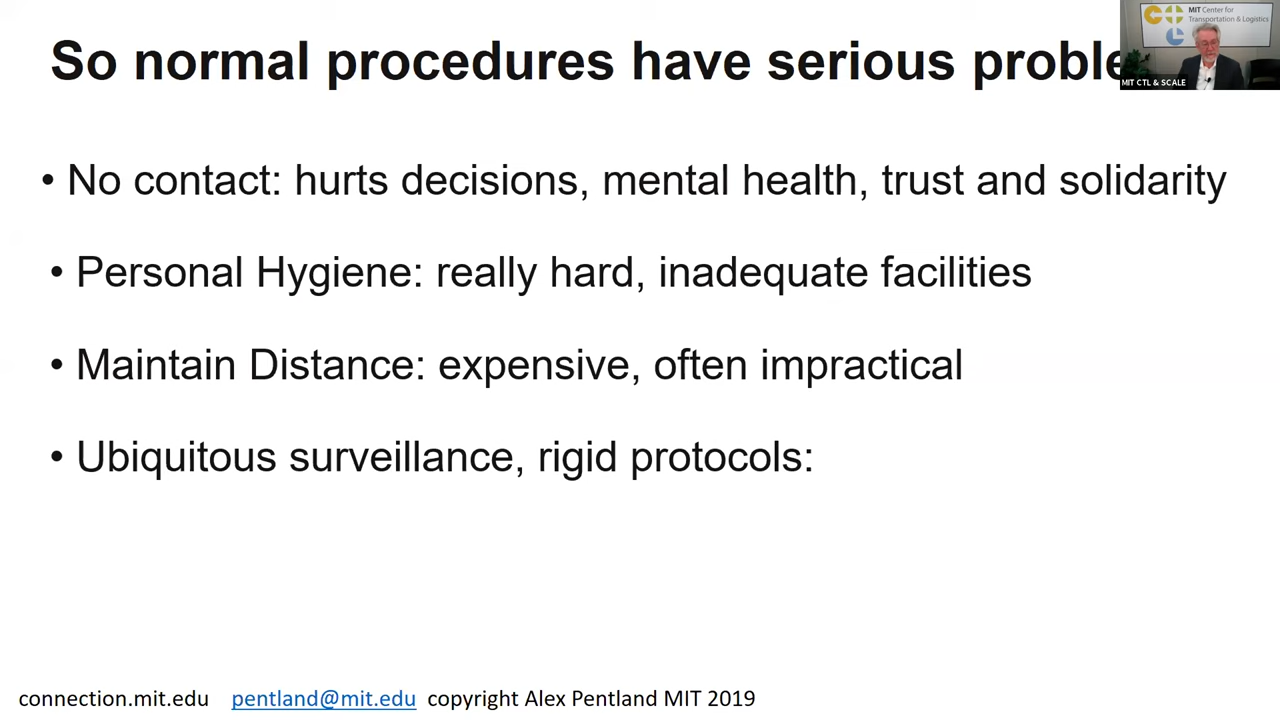 So normal procedures have serious proble
MIT Center for
Transportation & Logistics
MIT CTL & SCALE
• No contact: hurts decisions, mental health, trust and solidarity
• Personal Hygiene: really hard, inadequate facilities
• Maintain Distance: expensive, often impractical
• Ubiquitous surveillance, rigid protocols:
connection.mit.edu pentland@mit.edu copyright Alex Pentland MIT 2019